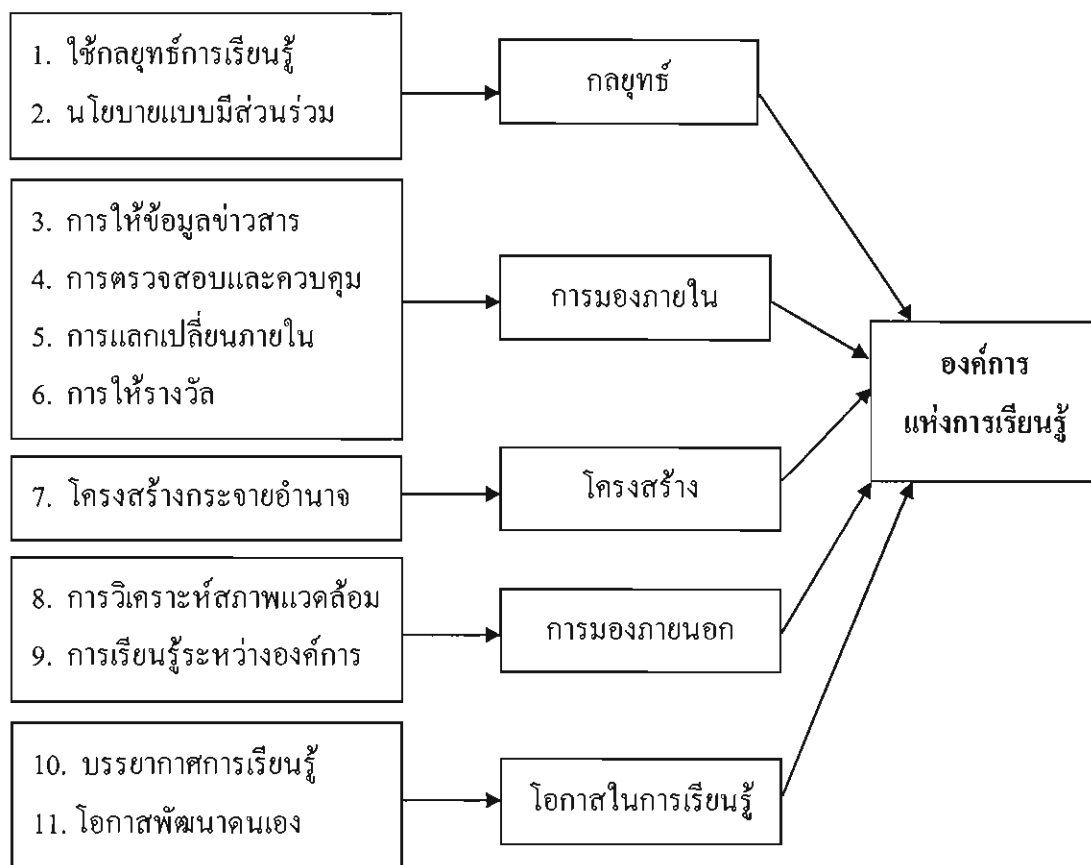 1. ใช้กลยุทธ์การเรียนรู้
2. นโยบายแบบมีส่วนร่วม
กลยุทธ์
3. การให้ข้อมูลข่าวสาร
4. การตรวจสอบและควบคุม
5. การแลกเปลี่ยนภายใน
6. การให้รางวัล
การมองภายใน
7. โครงสร้างกระจายอำนาจ
โครงสร้าง
8. การวิเคราะห์สภาพแวดล้อม
9. การเรียนรู้ระหว่างองค์การ
การมองภายนอก
10. บรรยากาศการเรียนรู้
11. โอกาสพัฒนาตนเอง
โอกาสในการเรียนรู้
องค์การ
แห่งการเรียนรู้